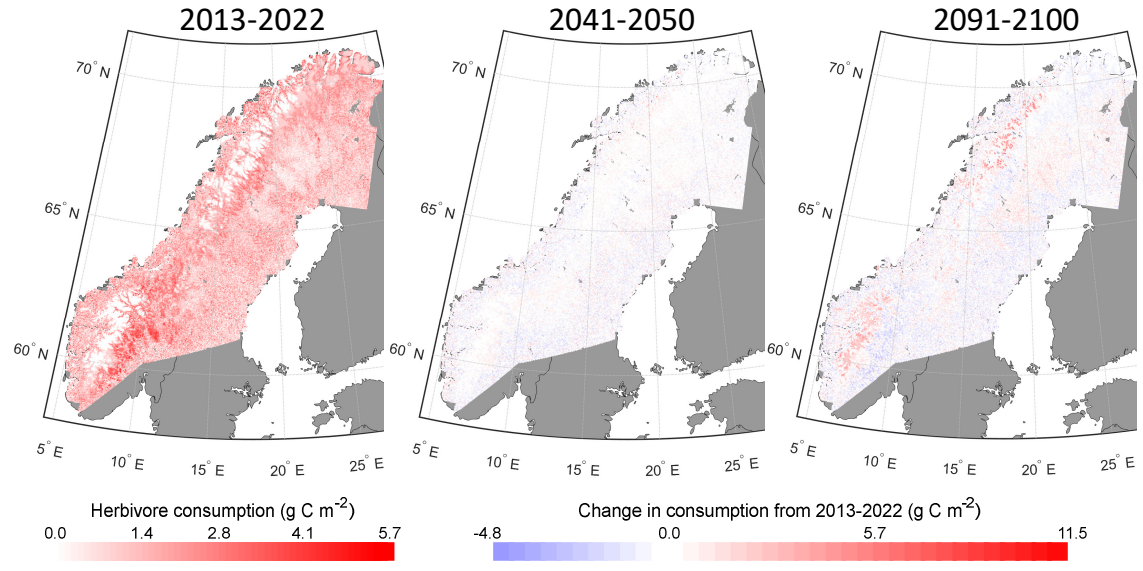 2013-2022
2041-2050
2091-2100
70° N
65° N
60° N
5° E
10° E
15° E
20° E
25° E
70° N
65° N
60° N
5° E
10° E
15° E
20° E
25° E
70° N
65° N
60° N
5° E
10° E
15° E
20° E
25° E
Herbivore consumption (g C m⁻²)
0.0 1.4 2.8 4.1 5.7
Change in consumption from 2013-2022 (g C m⁻²)
-4.8 0.0 5.7 11.5